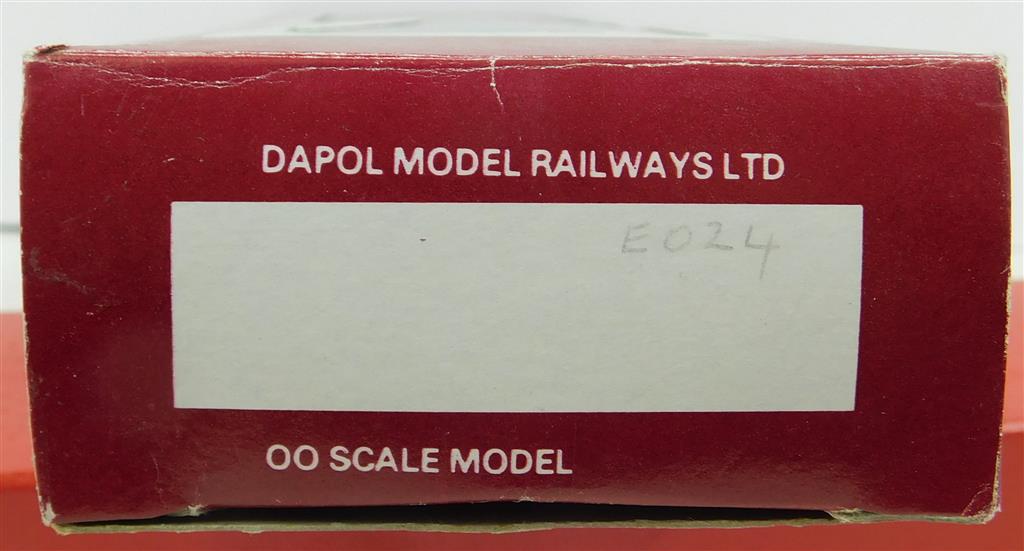 DAPOL MODEL RAILWAYS LTD
E024
OO SCALE MODEL